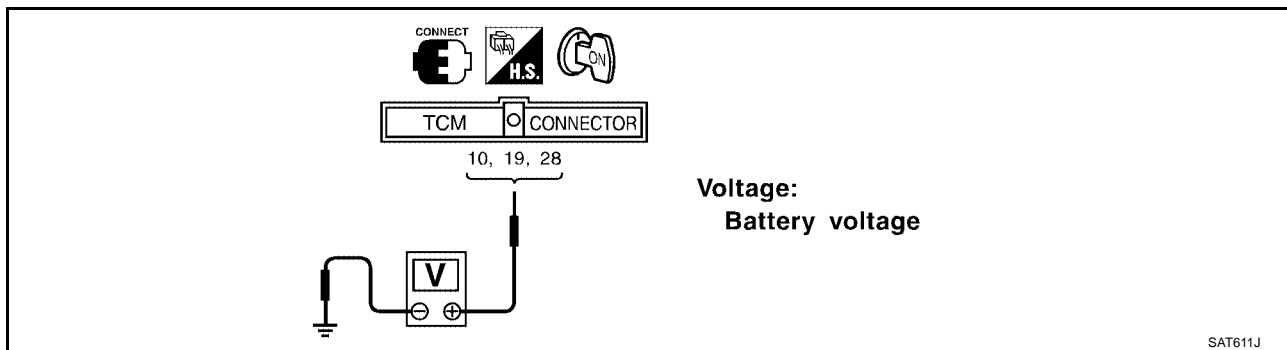 CONNECT
H.S.
ON
TCM CONNECTOR
10, 19, 28
V
Voltage:
Battery voltage
SAT611J